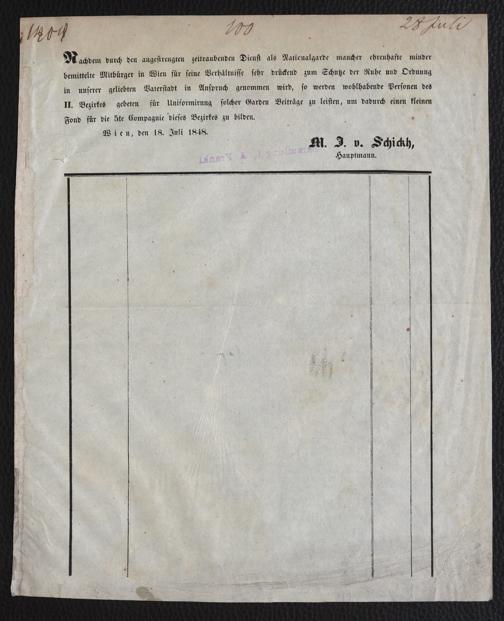 100
28 Juli
Nachdem durch den angestrengten zeitraubenden Dienst als Nationalgarde mancher ehrenhafte minder
bemittelte Mitbürger in Wien für seine Verhältnisse sehr drückend zum Schutze der Ruhe und Ordnung
in unserer geliebten Vaterstadt in Anspruch genommen wird, so werden wohlhabende Personen des
II. Bezirkes gebeten für Uniformirung solcher Garden Beiträge zu leisten, um dadurch einen kleinen
Fond für die 5te Compagnie dieses Bezirkes zu bilden.
Wien, den 18. Juli 1848.
M. J. v. Schickh,
Hauptmann.